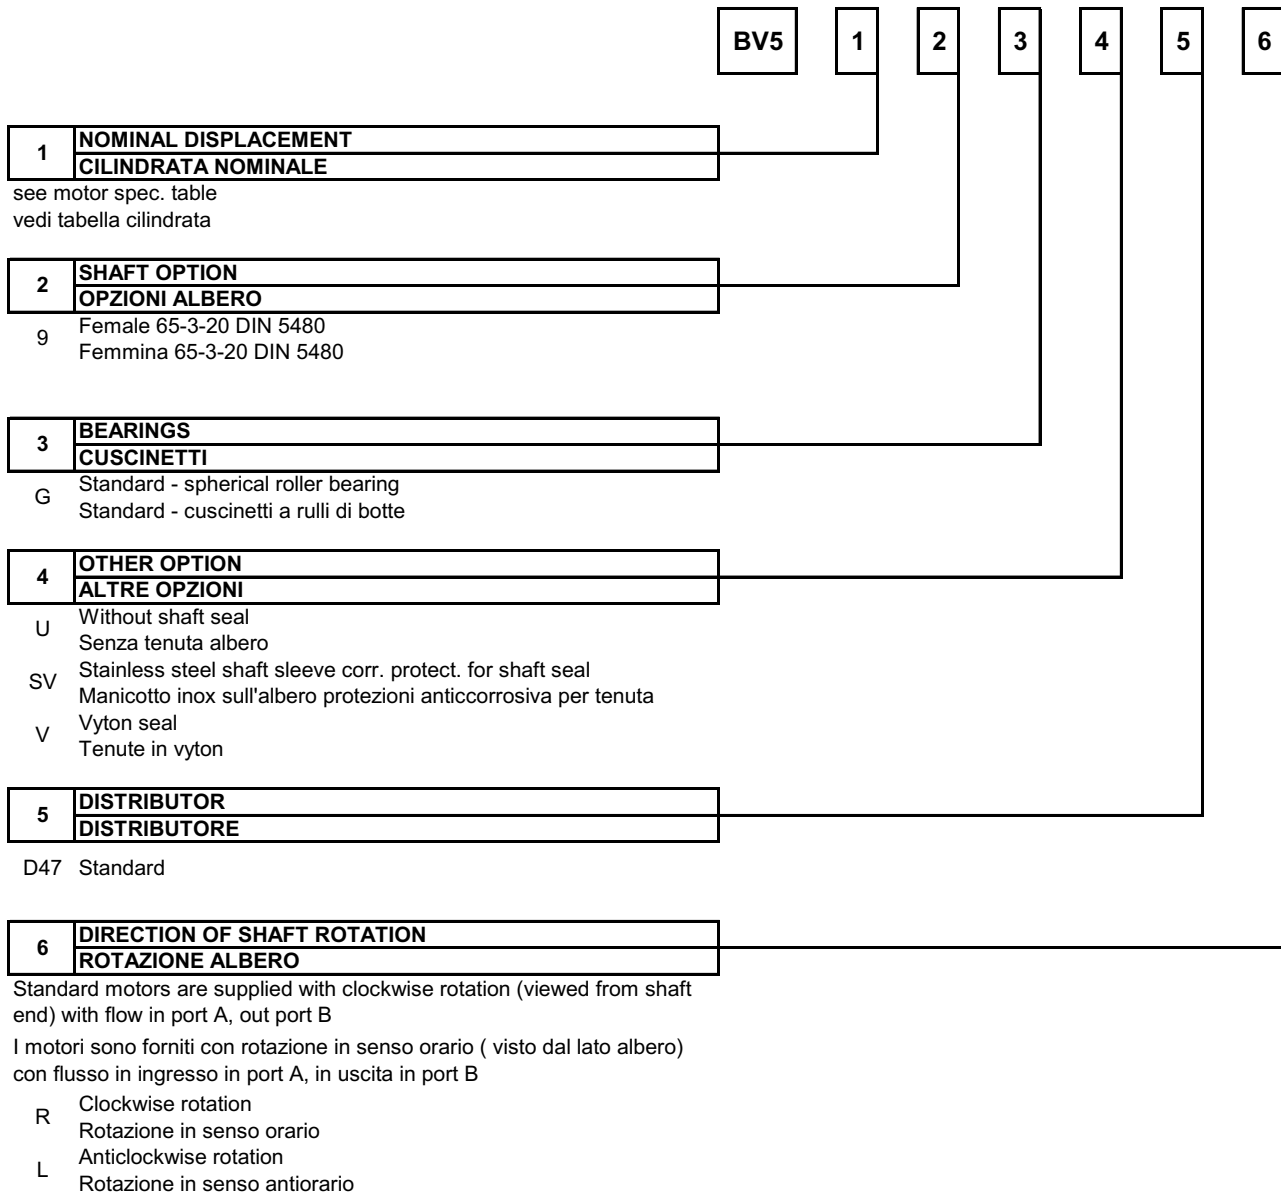 BV5 1 2 3 4 5 6
1 NOMINAL DISPLACEMENT
CILINDRATA NOMINALE
see motor spec. table
vedi tabella cilindrata
2 SHAFT OPTION
OPZIONI ALBERO
9 Female 65-3-20 DIN 5480
Femmina 65-3-20 DIN 5480
3 BEARINGS
CUSCINETTI
G Standard - spherical roller bearing
Standard - cuscinetti a rulli di botte
4 OTHER OPTION
ALTRE OPZIONI
U Without shaft seal
Senza tenuta albero
SV Stainless steel shaft sleeve corr. protect. for shaft seal
Manicotto inox sull'albero protezioni anticcorrosiva per tenuta
V Vyton seal
Tenute in vyton
5 DISTRIBUTOR
DISTRIBUTORE
D47 Standard
6 DIRECTION OF SHAFT ROTATION
ROTAZIONE ALBERO
Standard motors are supplied with clockwise rotation (viewed from shaft
end) with flow in port A, out port B
I motori sono forniti con rotazione in senso orario ( visto dal lato albero)
con flusso in ingresso in port A, in uscita in port B
R Clockwise rotation
Rotazione in senso orario
L Anticlockwise rotation
Rotazione in senso antiorario